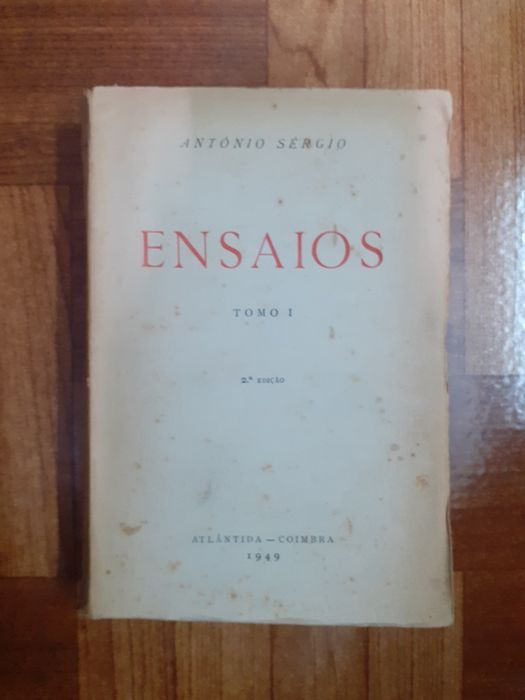 ANTÓNIO SÉRGIO
ENSAIOS
TOMO I
2.ª EDIÇÃO
ATLÂNTIDA — COIMBRA
1949